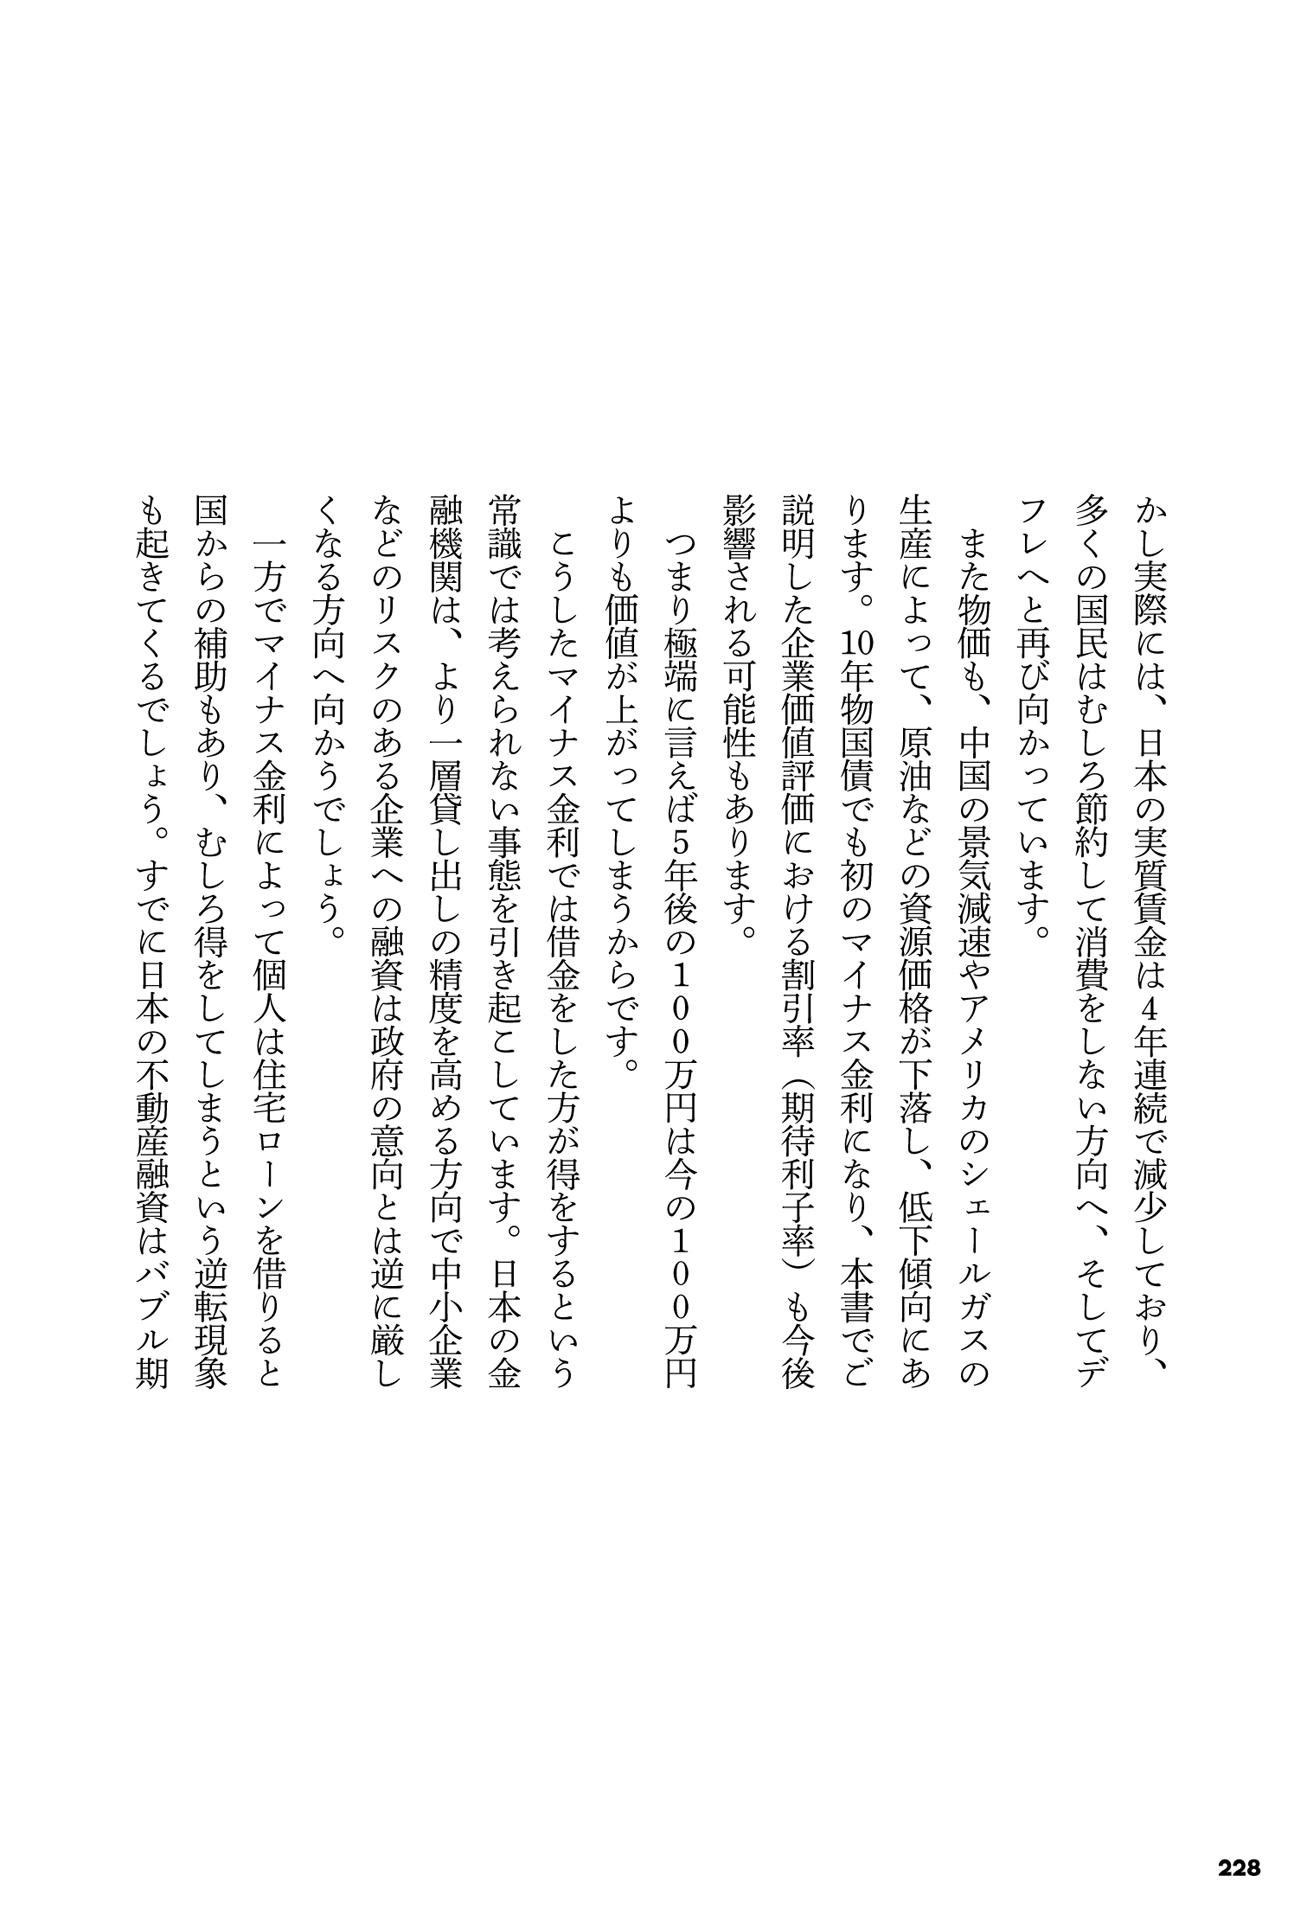 かし実際には、日本の実質賃金は4年連続で減少しており、
多くの国民はむしろ節約して消費をしない方向へ、そしてデ
フレへと再び向かっています。
また物価も、中国の景気減速やアメリカのシェールガスの
生産によって、原油などの資源価格が下落し、低下傾向にあ
ります。10年物国債でも初のマイナス金利になり、本書でご
説明した企業価値評価における割引率（期待利子率）も今後
影響される可能性もあります。
つまり極端に言えば5年後の100万円は今の100万円
よりも価値が上がってしまうからです。
こうしたマイナス金利では借金をした方が得をするという
常識では考えられない事態を引き起こしています。日本の金
融機関は、より一層貸し出しの精度を高める方向で中小企業
などのリスクのある企業への融資は政府の意向とは逆に厳し
くなる方向へ向かうでしょう。
一方でマイナス金利によって個人は住宅ローンを借りると
国からの補助もあり、むしろ得をしてしまうという逆転現象
も起きてくるでしょう。すでに日本の不動産融資はバブル期
228